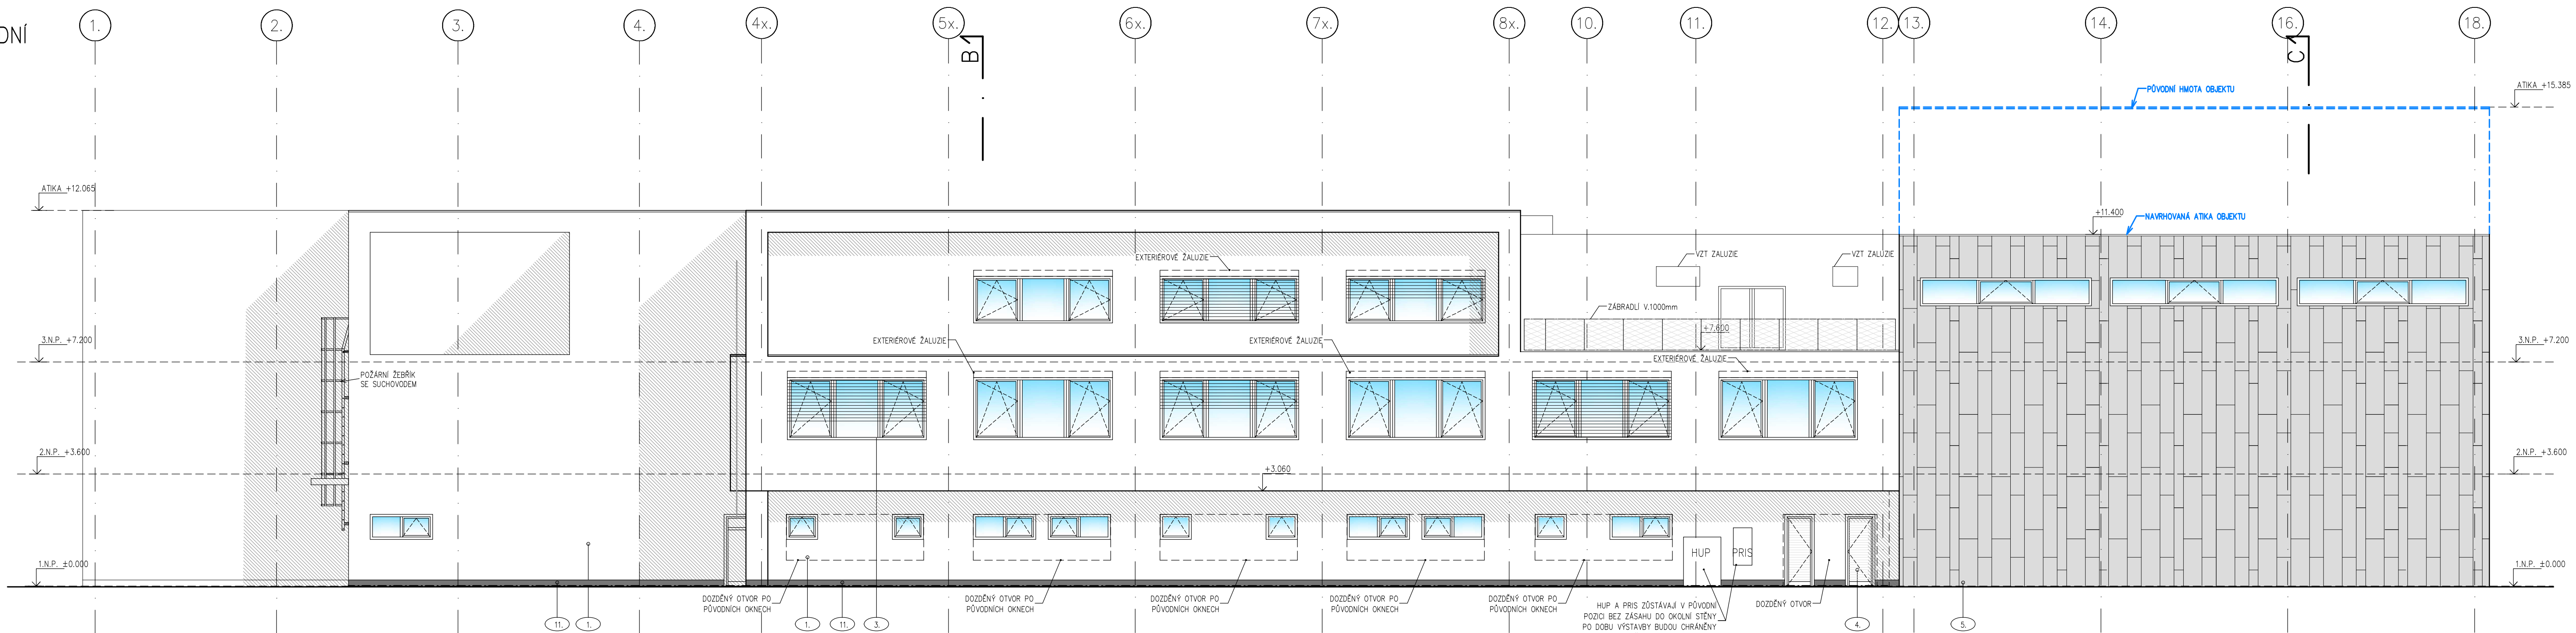 DNÍ
1.
2.
3.
4.
4x.
5x.
6x.
7x.
8x.
10.
11.
12.
13.
14.
16.
18.
B1
C1
PŮVODNÍ HMOTA OBJEKTU
ATIKA +15.385
ATIKA +12.065
+11.400
NAVRHOVANÁ ATIKA OBJEKTU
EXTERIÉROVÉ ŽALUZIE
VZT ZALUZIE
VZT ZALUZIE
ZÁBRADLÍ V.1000mm
+7,600
3.N.P. +7.200
EXTERIÉROVÉ ŽALUZIE
EXTERIÉROVÉ ŽALUZIE
EXTERIÉROVÉ ŽALUZIE
3.N.P. +7.200
POŽÁRNÍ ŽEBŘÍK
SE SUCHOVODEM
2.N.P. +3.600
+3.060
2.N.P. +3.600
HUP
PRIS
1.N.P. ±0.000
1.N.P. ±0.000
DOZDĚNÝ OTVOR PO
PŮVODNÍCH OKNECH
DOZDĚNÝ OTVOR PO
PŮVODNÍCH OKNECH
DOZDĚNÝ OTVOR PO
PŮVODNÍCH OKNECH
DOZDĚNÝ OTVOR PO
PŮVODNÍCH OKNECH
DOZDĚNÝ OTVOR PO
PŮVODNÍCH OKNECH
HUP A PRIS ZŮSTÁVAJÍ V PŮVODNÍ
POZICI BEZ ZÁSAHU DO OKOLNÍ STĚNY
PO DOBU VÝSTAVBY BUDOU CHRÁNĚNY
DOZDĚNÝ OTVOR
11.
1.
1.
11.
3.
4.
5.